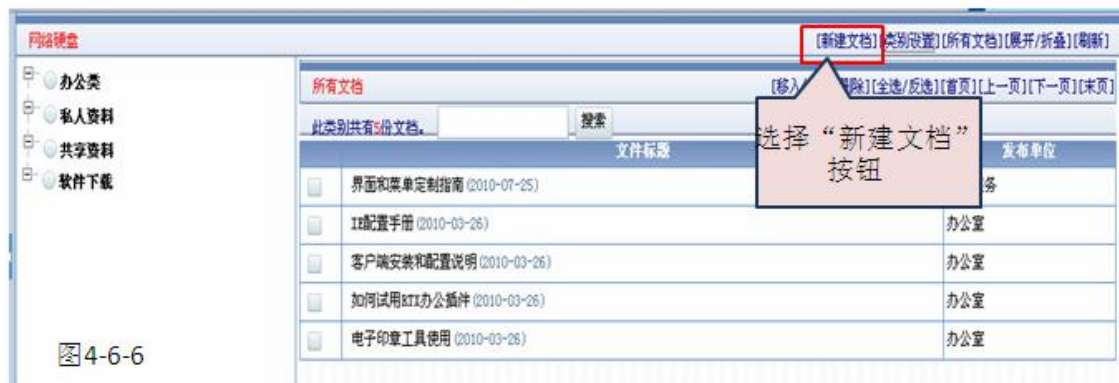 网络硬盘
[新建文档][类别设置][所有文档][展开/折叠][刷新]
办公类
私人资料
共享资料
软件下载
所有文档
[移入 删除][全选/反选][首页][上一页][下一页][末页]
此类别共有5份文档。
搜索
选择“新建文档”
按钮
文件标题
发布单位
界面和菜单定制指南(2010-07-25)
务
IE配置手册(2010-03-26)
办公室
客户端安装和配置说明(2010-03-26)
办公室
如何试用RTX办公插件(2010-03-26)
办公室
电子印章工具使用(2010-03-26)
办公室
图4-6-6